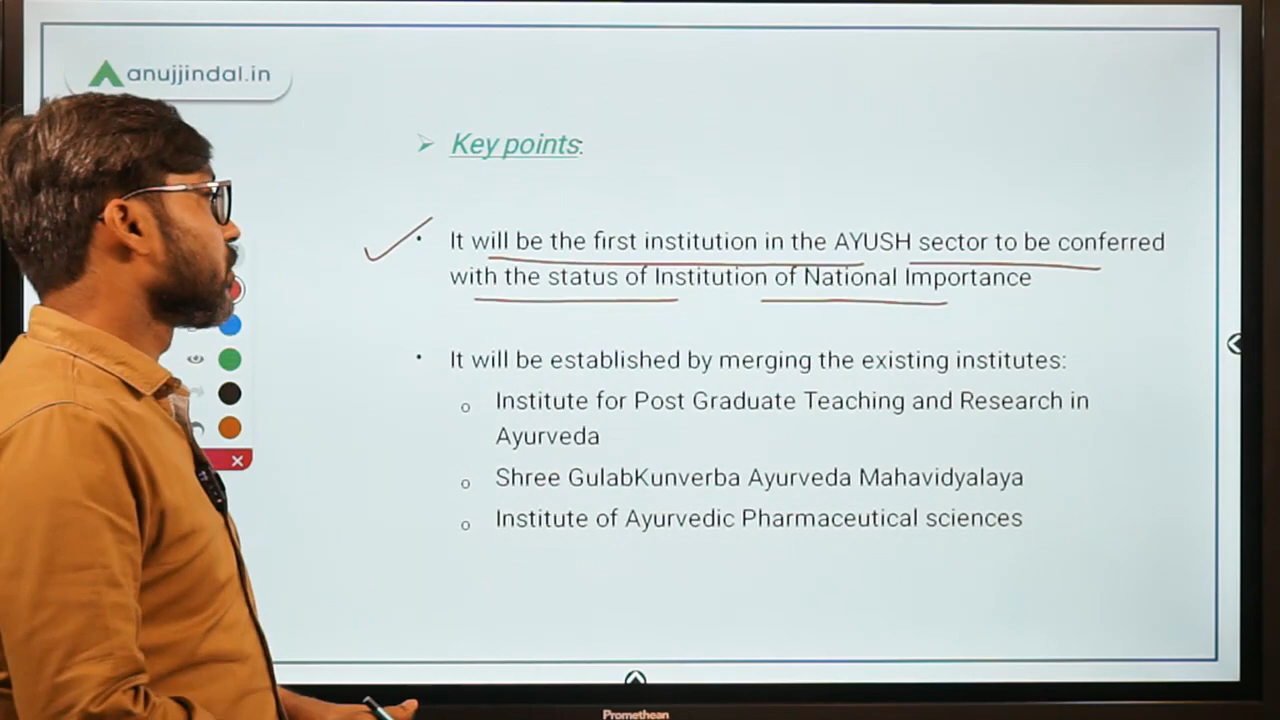 anujjindal.in
➢ Key points:
• It will be the first institution in the AYUSH sector to be conferred
with the status of Institution of National Importance
• It will be established by merging the existing institutes:
o Institute for Post Graduate Teaching and Research in
Ayurveda
o Shree GulabKunverba Ayurveda Mahavidyalaya
o Institute of Ayurvedic Pharmaceutical sciences
Promethean